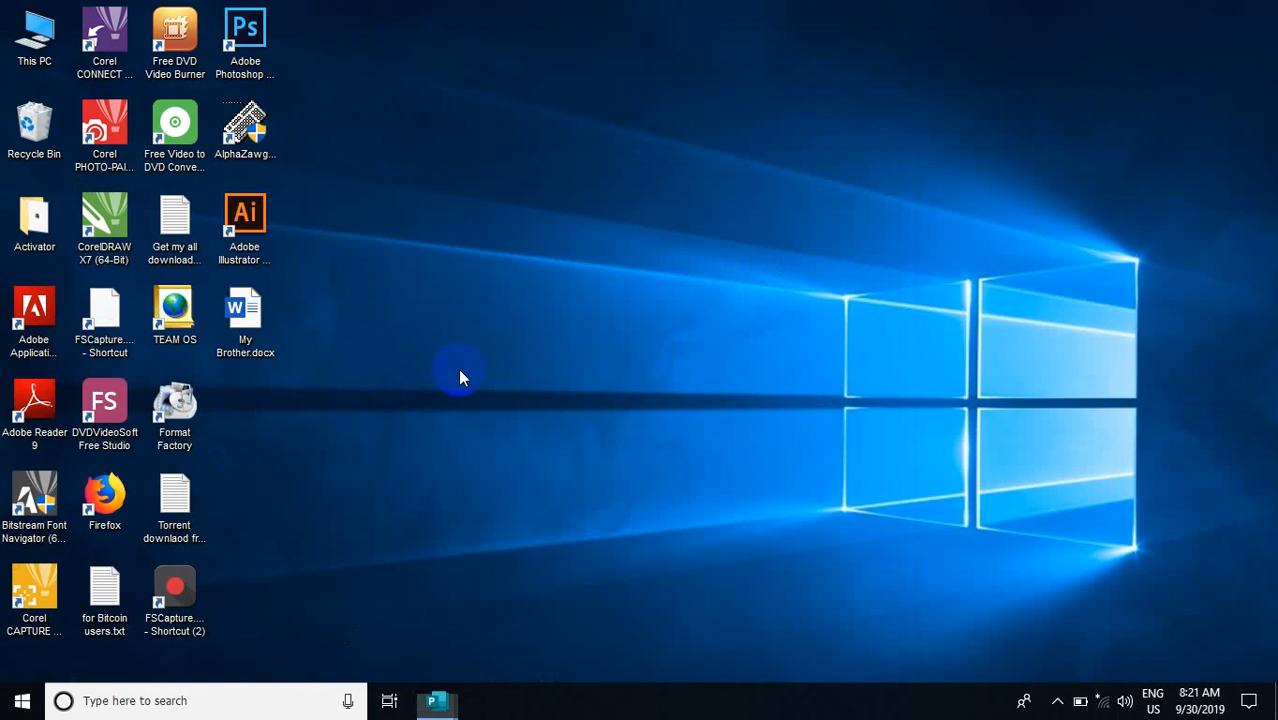 This PC
Corel
CONNECT ...
Free DVD
Video Burner
Ps
Adobe
Photoshop ...
Recycle Bin
Corel
PHOTO-PAI...
Free Video to
DVD Conve...
AlphaZawg...
Activator
CorelDRAW
X7 (64-Bit)
Get my all
download...
Ai
Adobe
Illustrator ...
Adobe
Applicati...
FSCapture....
- Shortcut
TEAM OS
W
My
Brother.docx
Adobe Reader
9
FS
DVDVideoSoft
Free Studio
Format
Factory
Bitstream Font
Navigator (6...
Firefox
Torrent
downlaod fr...
Corel
CAPTURE ...
for Bitcoin
users.txt
FSCapture....
- Shortcut (2)
Type here to search
P
ENG
US
8:21 AM
9/30/2019